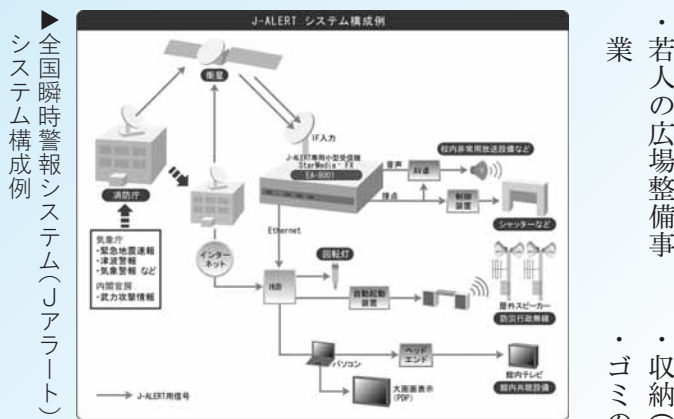 ・若人の広場整備事
業
・収納（
・ゴミの
▶全国瞬時警報システム（Jアラート）
システム構成例
J-ALERT システム構成例
衛星
IF入力
J-ALERT専用小型受信機
StarMedia・FX
EA-9001
消防庁
気象庁
・緊急地震速報
・津波警報
・気象警報 など
内閣官房
・武力攻撃情報
音声
接点
AV卓
校内非常用放送設備など
制御
装置
シャッターなど
Ethernet
インター
ネット
HUB
回転灯
自動起動
装置
屋外スピーカー
防災行政無線
パソコン
ヘッド
エンド
館内テレビ
館内共聴設備
大画面表示
(PDP)
J-ALERT用信号